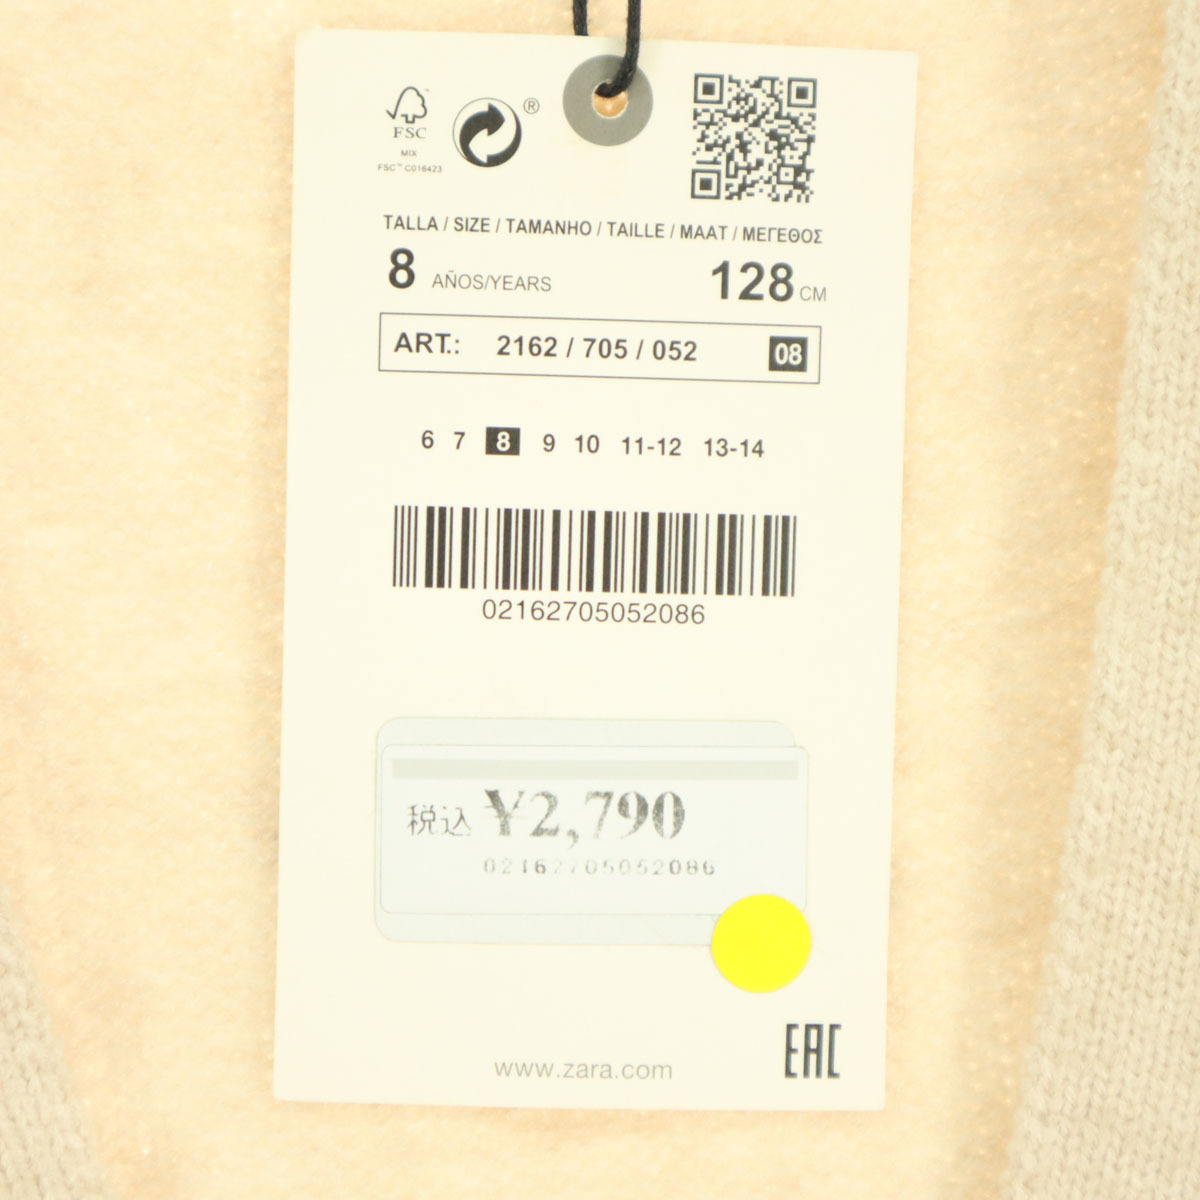 FSC
MIX
FSC™ C016423
®
TALLA / SIZE / TAMANHO / TAILLE / MAAT / ΜΕΓΕΘΟΣ
8 AÑOS/YEARS 128 CM
ART.: 2162 / 705 / 052 08
6 7 8 9 10 11-12 13-14
02162705052086
税込 ¥2,790
02162705052086
EAC
www.zara.com